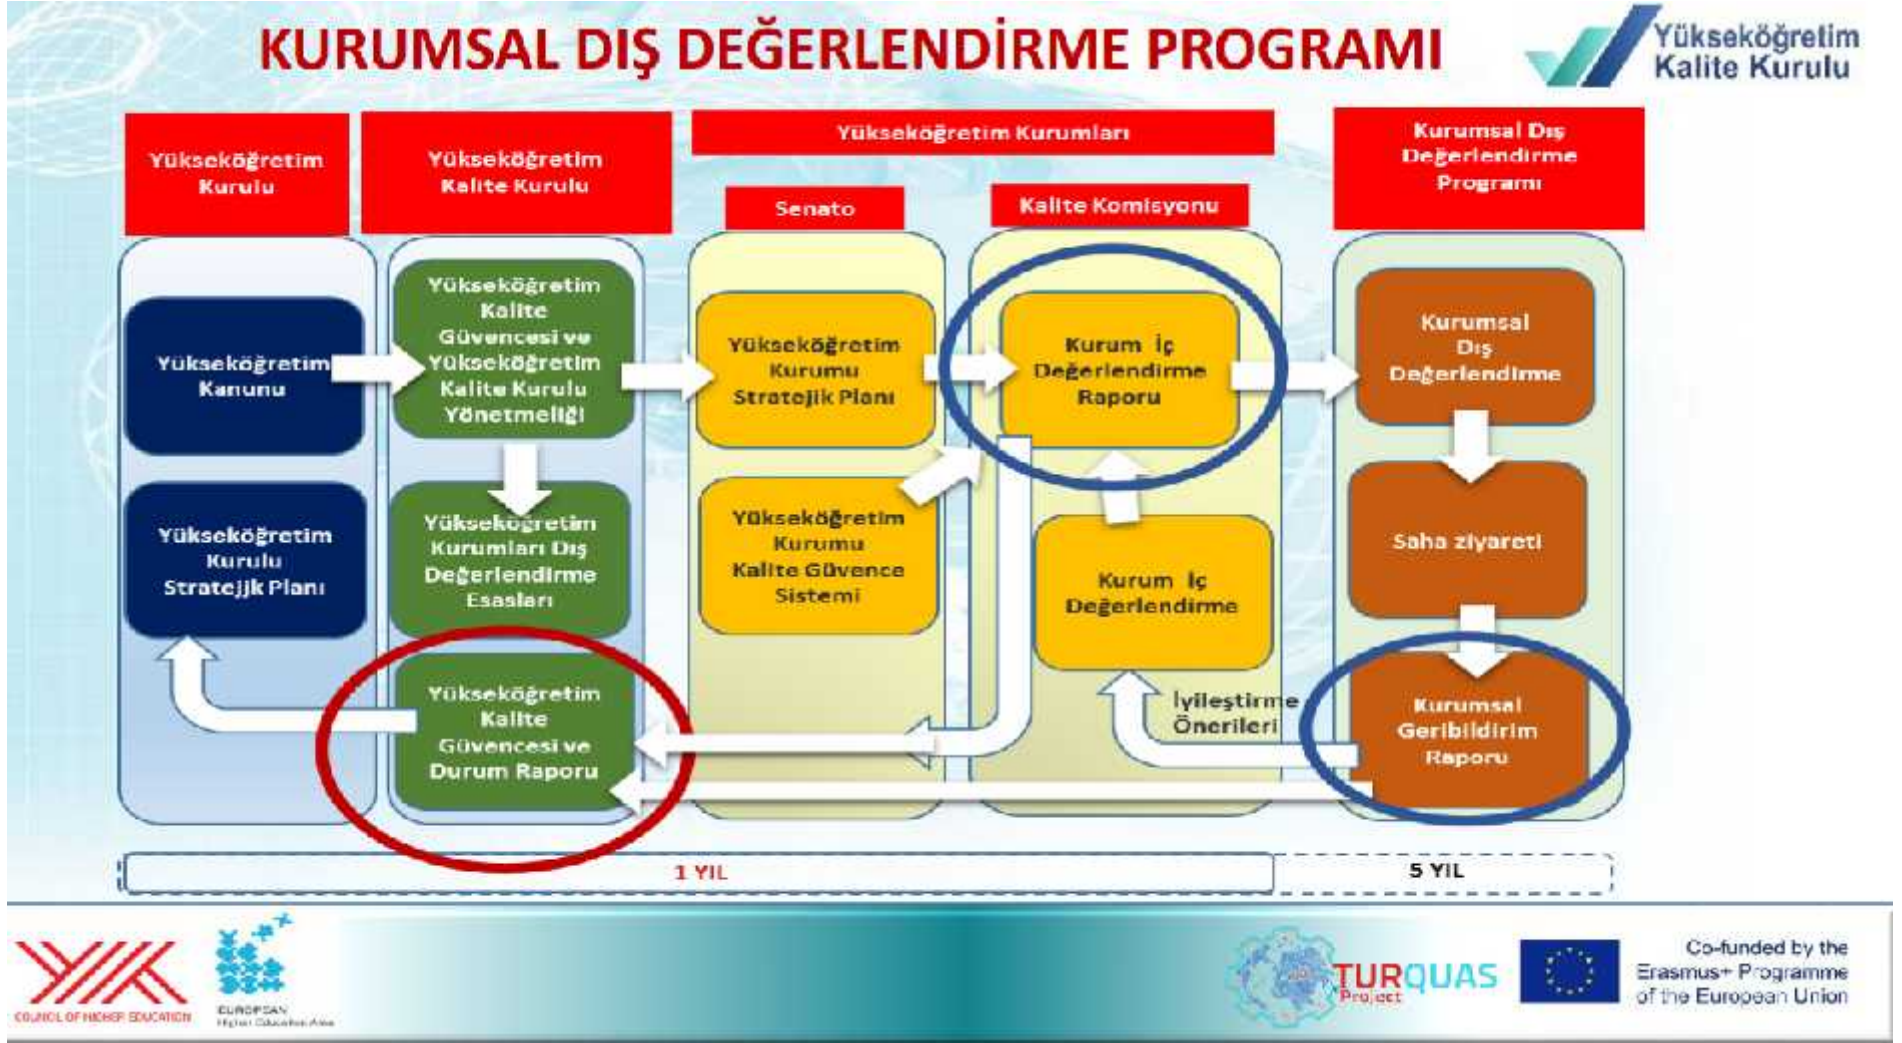 KURUMSAL DIŞ DEĞERLENDİRME PROGRAMI
Yükseköğretim
Kalite Kurulu
Yükseköğretim
Kurulu
Yükseköğretim
Kalite Kurulu
Yükseköğretim Kurumları
Senato
Kalite Komisyonu
Kurumsal Dış
Değerlendirme
Programı
Yükseköğretim
Kanunu
Yükseköğretim
Kurulu
Stratejjk Planı
Yükseköğretim
Kalite
Güvencesi ve
Yükseköğretim
Kalite Kurulu
Yönetmeliği
Yükseköğretim
Kurumları Dış
Değerlendirme
Esasları
Yükseköğretim
Kalite
Güvencesi ve
Durum Raporu
Yükseköğretim
Kurumu
Stratejik Planı
Yükseköğretim
Kurumu
Kalite Güvence
Sistemi
Kurum İç
Değerlendirme
Raporu
Kurum İç
Değerlendirme
İyileştirme
Önerileri
Kurumsal
Dış
Değerlendirme
Saha ziyareti
Kurumsal
Geribildirim
Raporu
1 YIL
5 YIL
COUNCIL OF HIGHER EDUCATION
EUROPEAN
Higher Education Area
TURQUAS
Project
Co-funded by the
Erasmus+ Programme
of the European Union